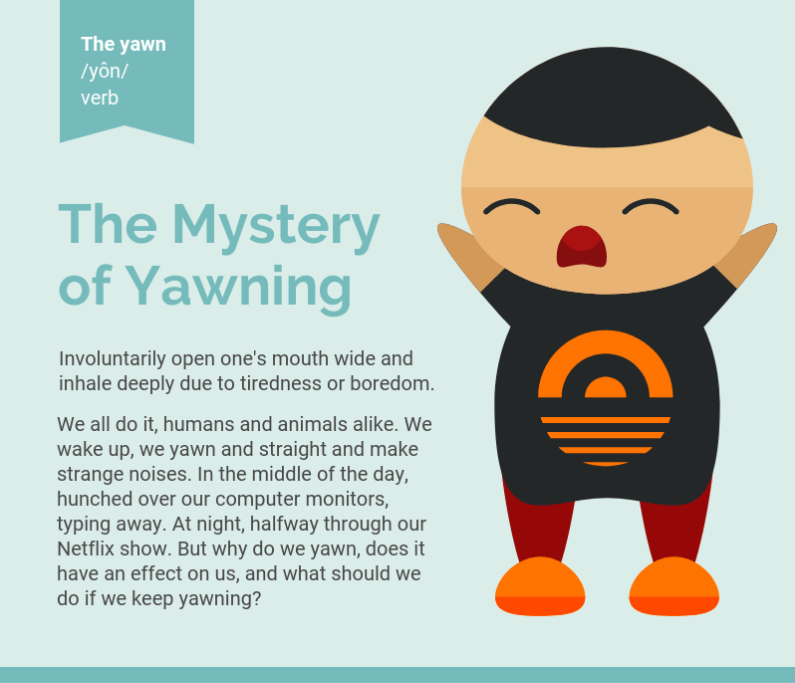 The yawn
/yôn/
verb
The Mystery
of Yawning
Involuntarily open one's mouth wide and
inhale deeply due to tiredness or boredom.
We all do it, humans and animals alike. We
wake up, we yawn and straight and make
strange noises. In the middle of the day,
hunched over our computer monitors,
typing away. At night, halfway through our
Netflix show. But why do we yawn, does it
have an effect on us, and what should we
do if we keep yawning?